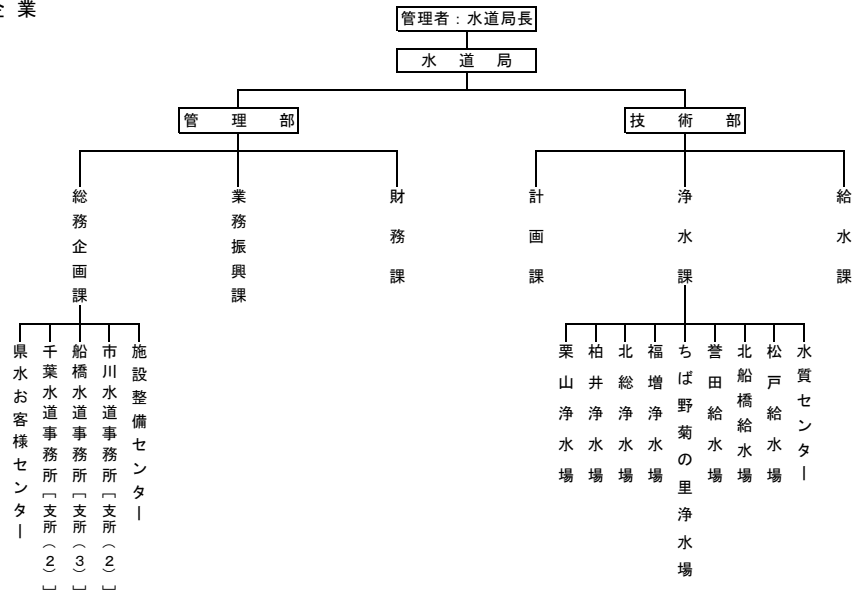 企業
管理者：水道局長
水道局
管理部
技術部
総務企画課
業務振興課
財務課
計画課
浄水課
給水課
県水お客様センター
千葉水道事務所［支所（２）］
船橋水道事務所［支所（３）］
市川水道事務所［支所（２）］
施設整備センター
栗山浄水場
柏井浄水場
北総浄水場
福増浄水場
ちば野菊の里浄水場
誉田給水場
北船橋給水場
松戸給水場
水質センター